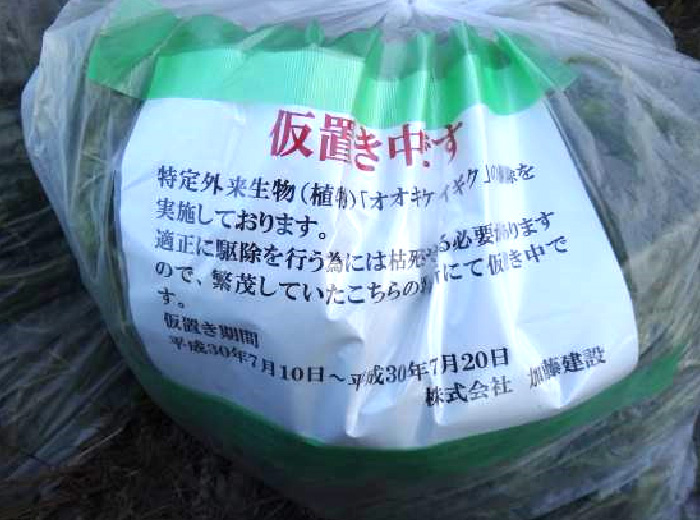 仮置き中です
特定外来生物（植物）「オオキケイギク」の駆除を
実施しております。
適正に駆除を行う為には枯死せる必要があります
ので、繁茂していたこちらの場所にて仮き中で
す。
仮置き期間
平成30年7月10日～平成30年7月20日
株式会社 加藤建設